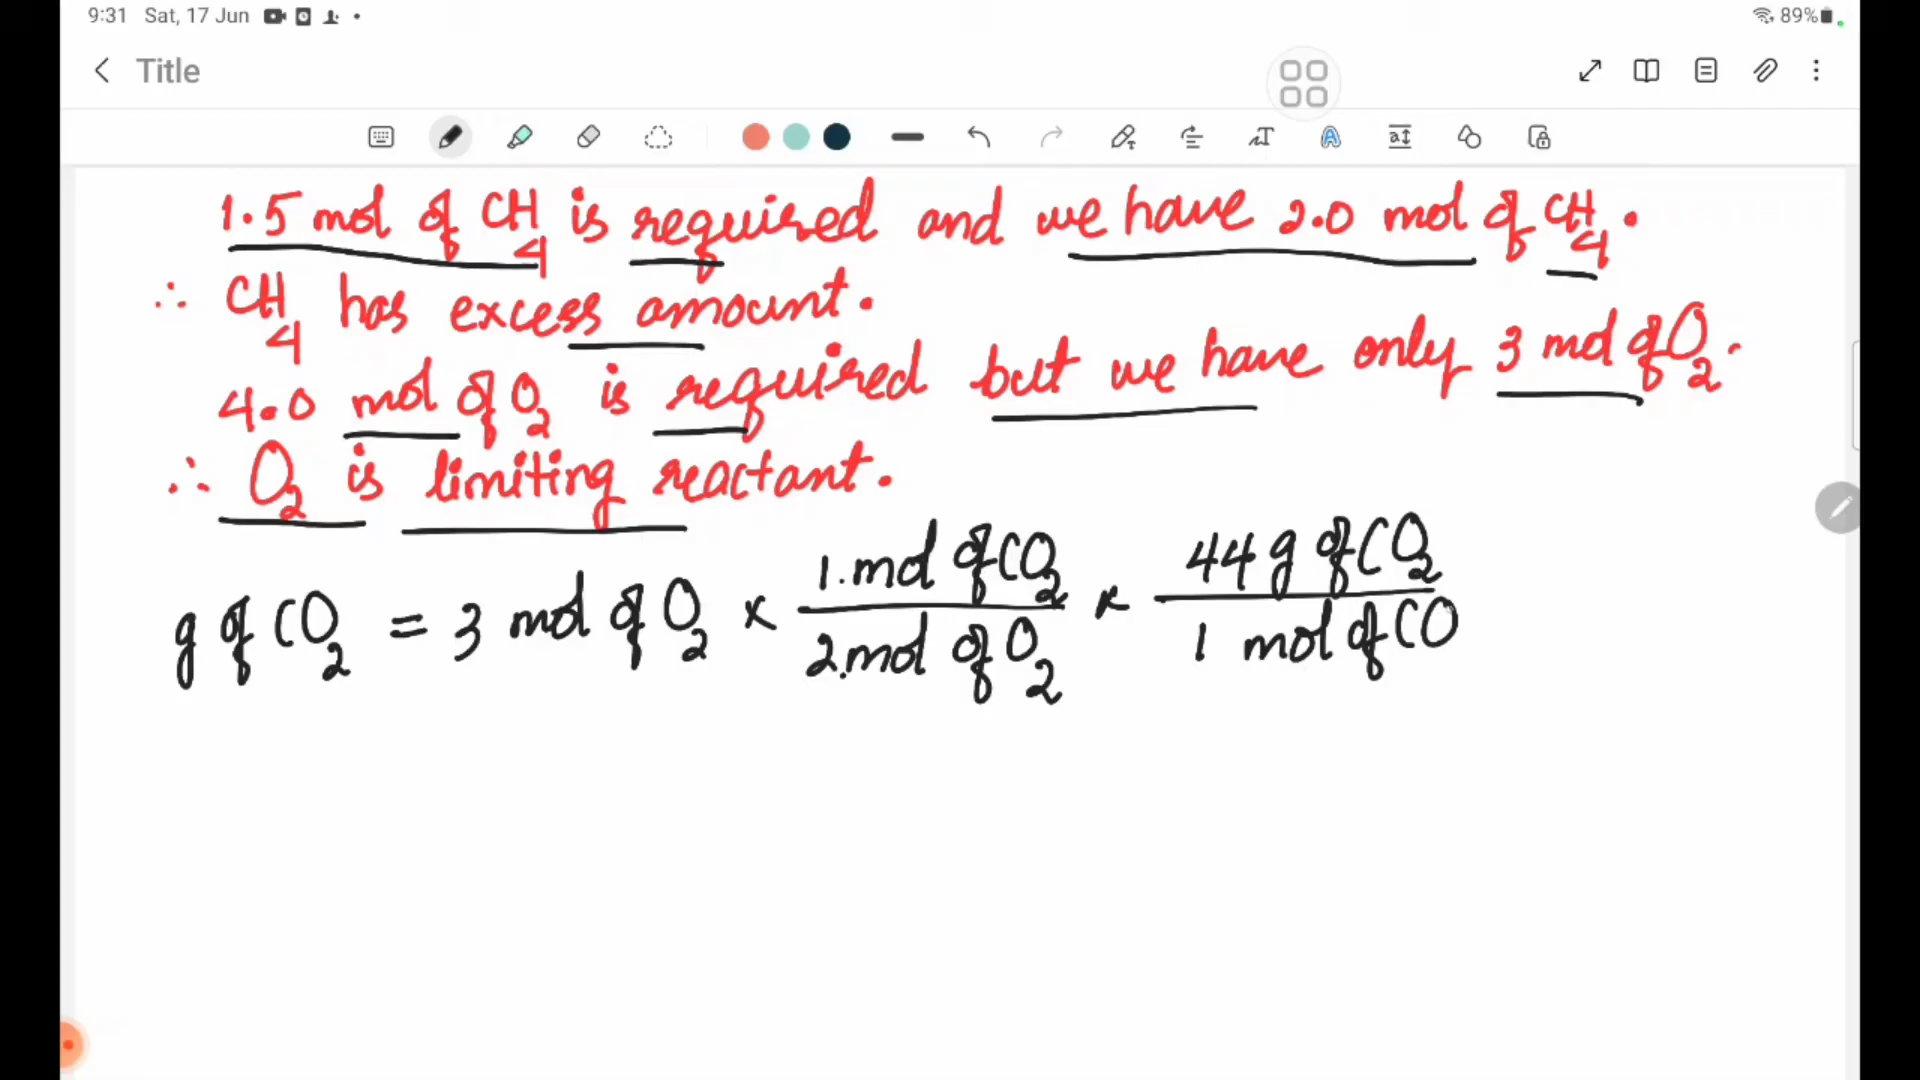 9:31 Sat, 17 Jun 89%
Title
1.5 mol of CH4 is required and we have 2.0 mol of CH4.
∴ CH4 has excess amount.
4.0 mol of O2 is required but we have only 3 mol of O2.
∴ O2 is limiting reactant.
g of CO2 = 3 mol of O2 × 1. mol of CO2 / 2. mol of O2 × 44 g of CO2 / 1 mol of CO